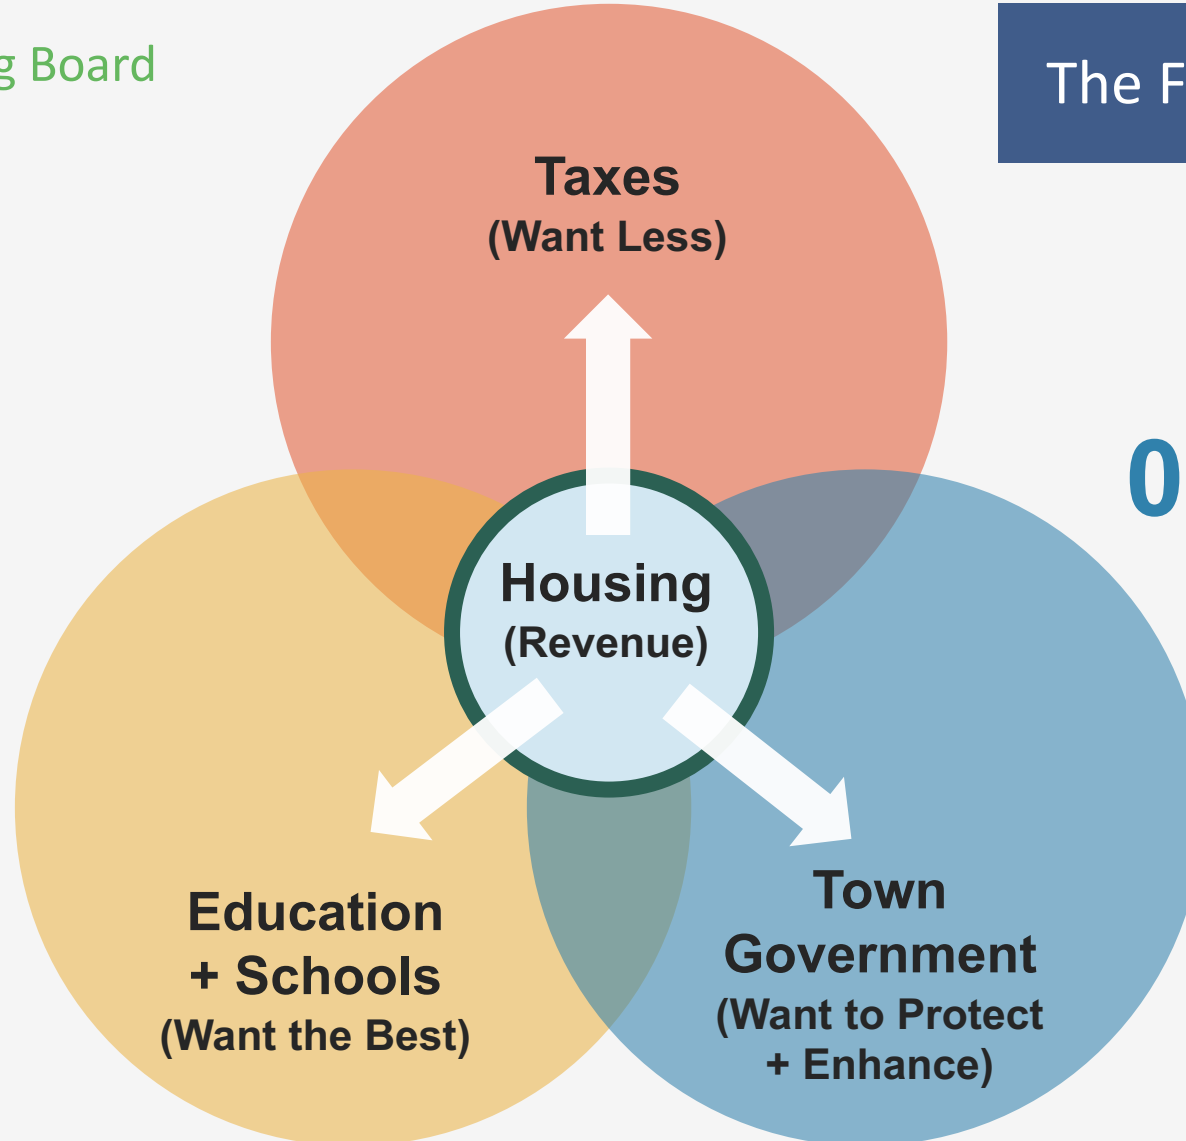 g Board
The F
Taxes
(Want Less)
0
Housing
(Revenue)
Education
+ Schools
(Want the Best)
Town
Government
(Want to Protect
+ Enhance)